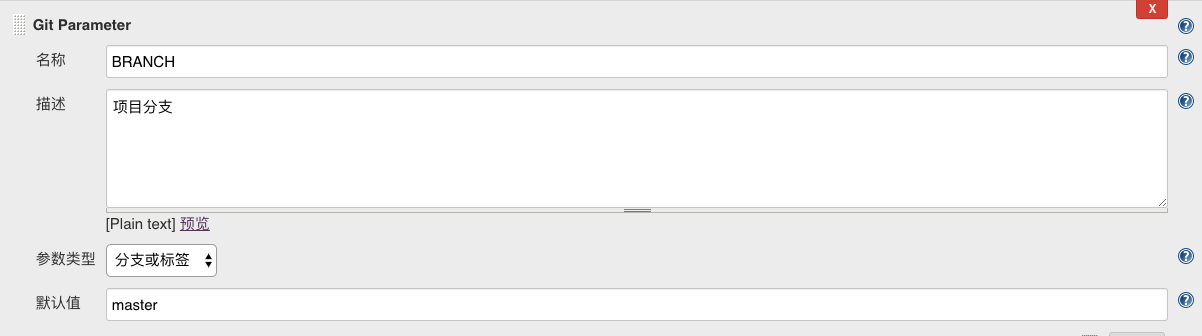 Git Parameter
X
名称
BRANCH
描述
项目分支
[Plain text] 预览
参数类型
分支或标签
默认值
master